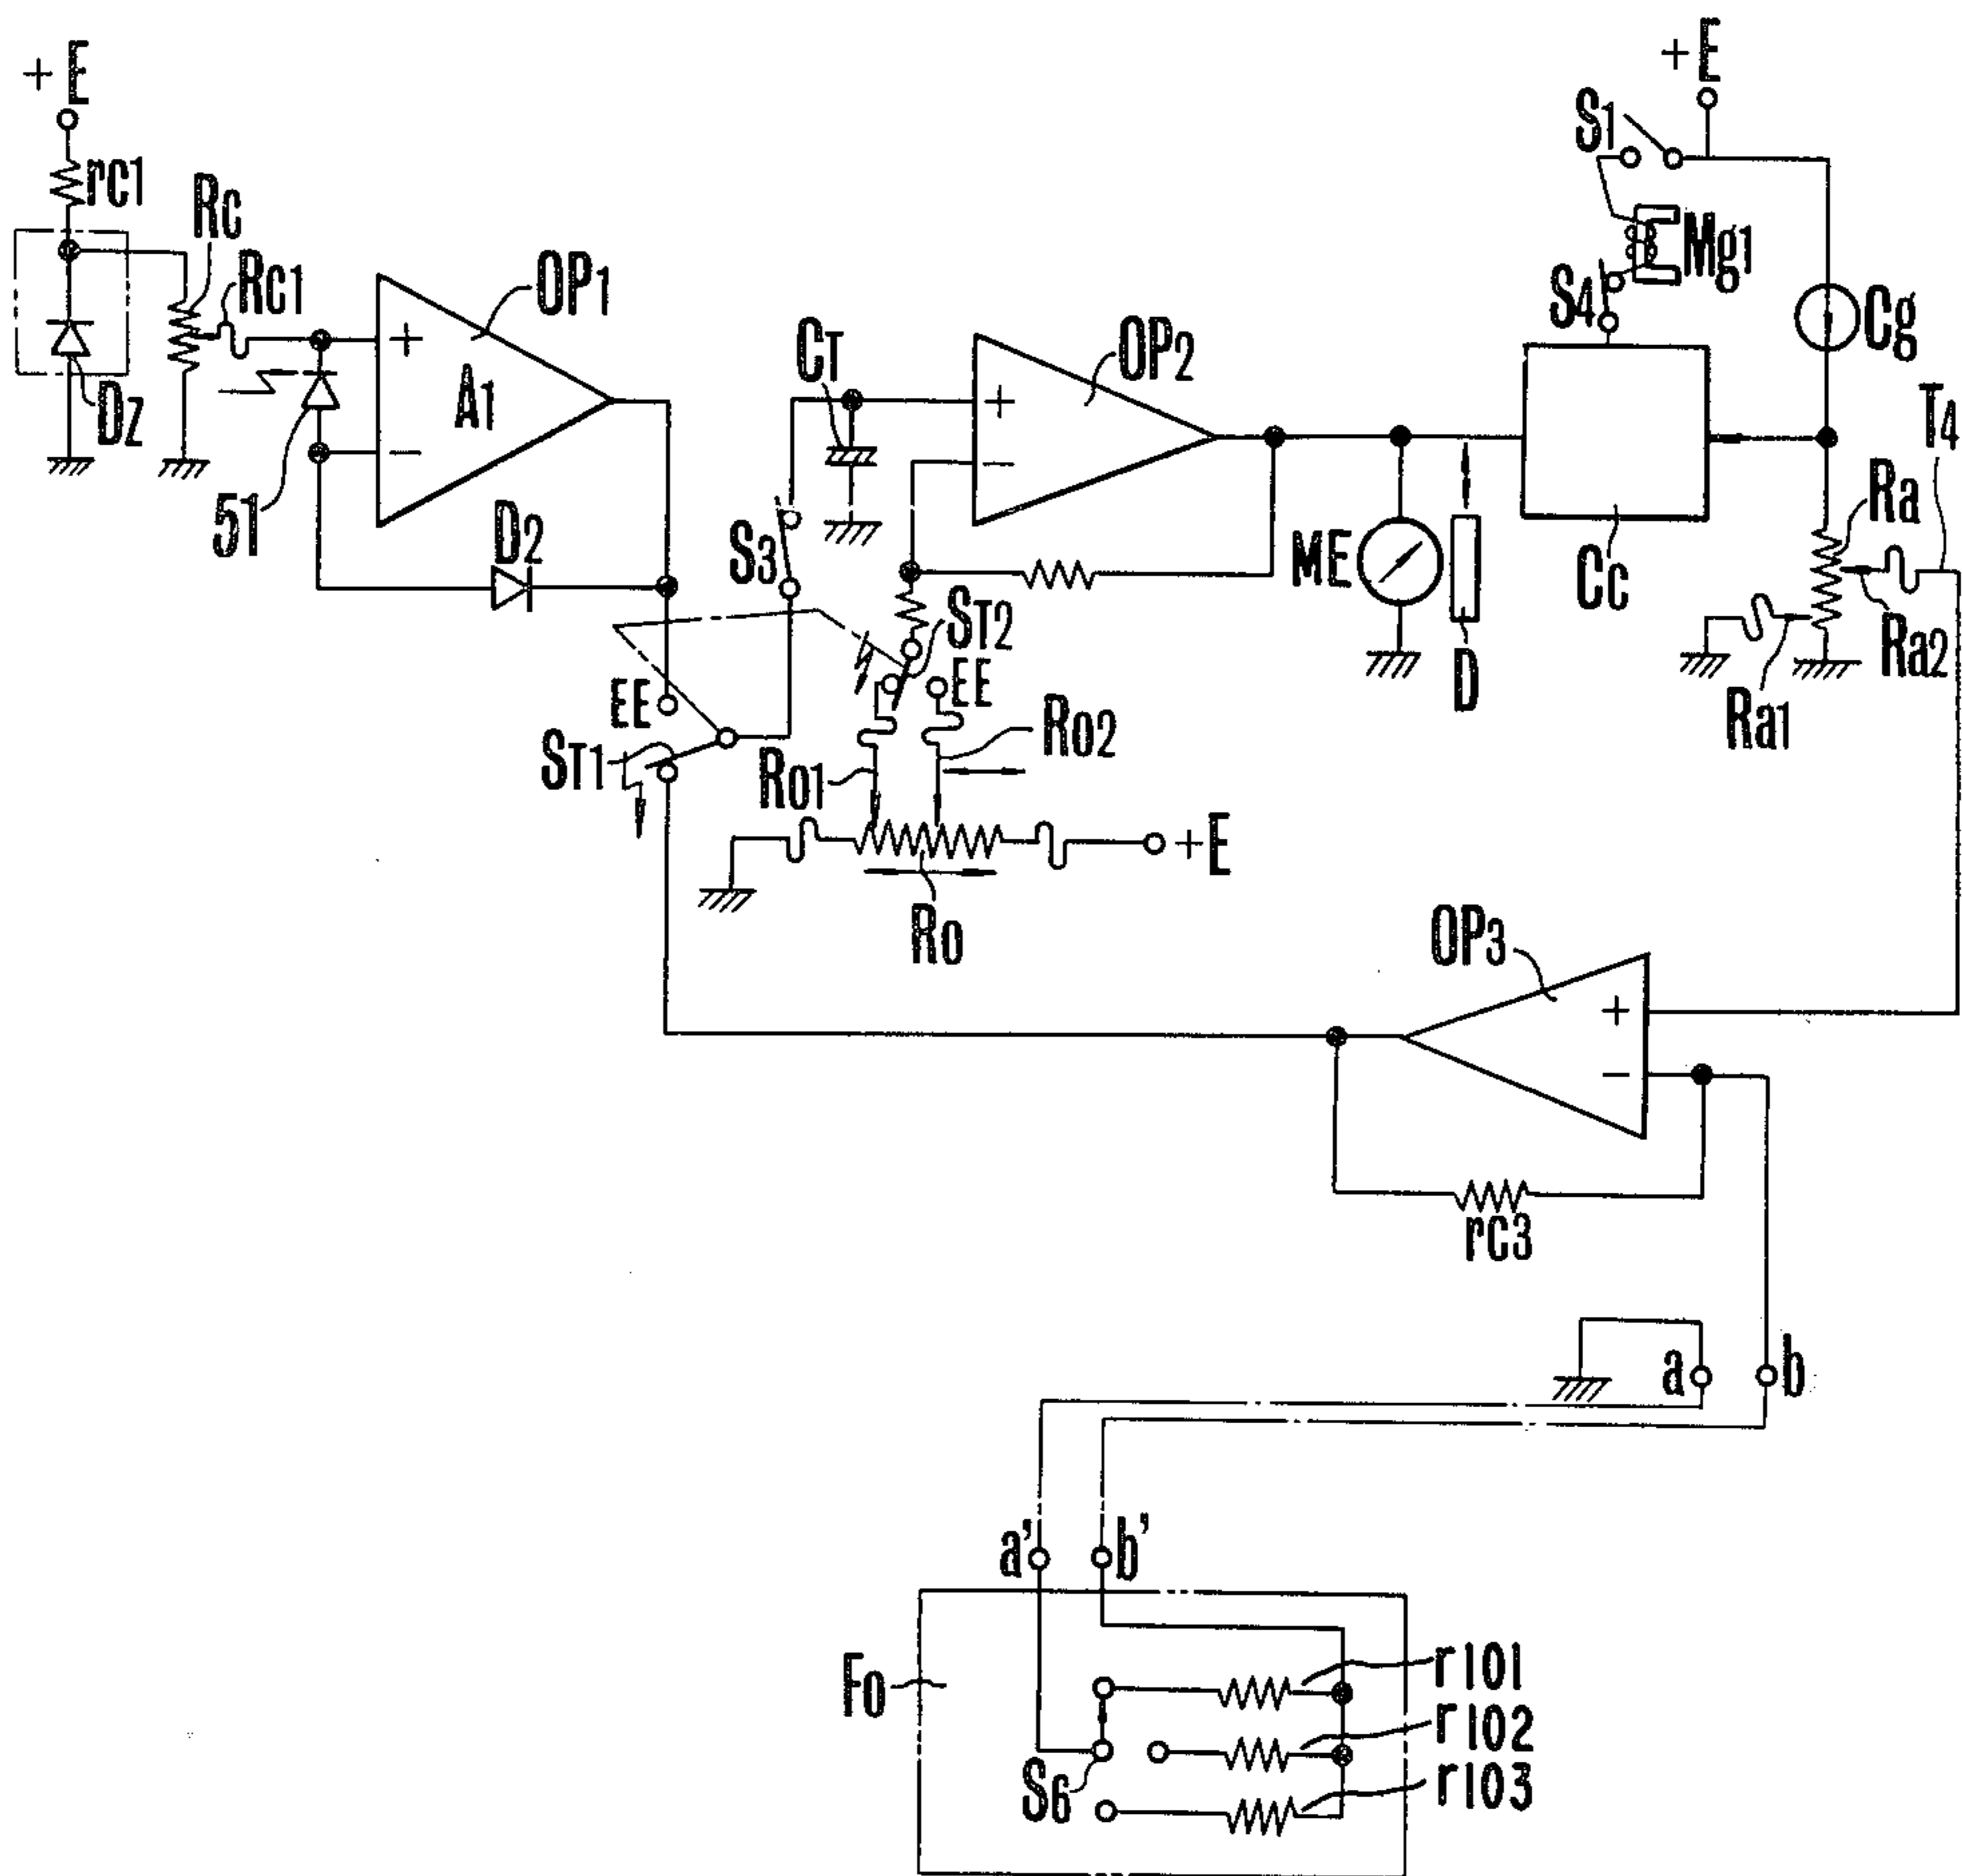 +E
+E
S1
rc1
Rc
Rc1
OP1
Mg1
S4
Cg
CT
OP2
T4
+
A1
+
Dz
−
−
Ra
51
D2
S3
ME
Cc
ST2
Ra2
EE
EE
D
Ra1
Ro2
ST1
Ro1
+E
Ro
OP3
+
−
rc3
a
b
a'
b'
Fo
r101
r102
S6
r103